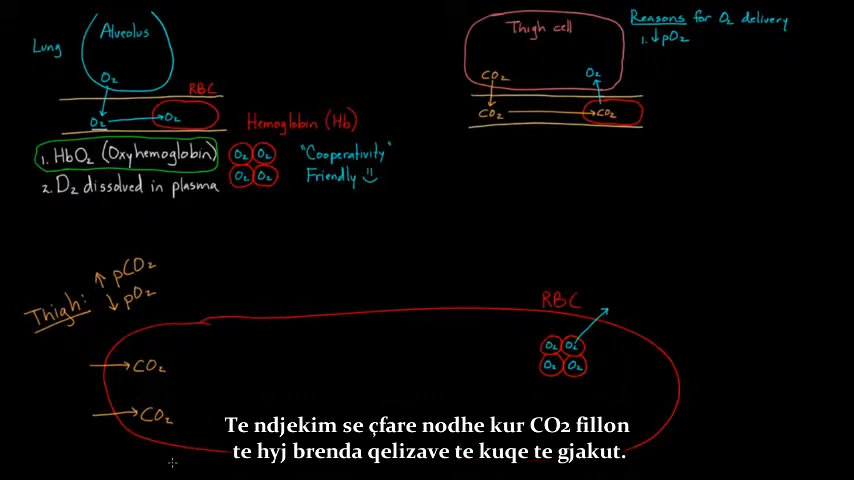 Lung
Alveolus
O₂
RBC
O₂
O₂
Hemoglobin (Hb)
1. HbO₂ (Oxyhemoglobin)
2. O₂ dissolved in plasma
O₂ O₂
O₂ O₂
"Cooperativity"
Friendly
Thigh cell
CO₂
O₂
CO₂
CO₂
Reasons for O₂ delivery
1. ↓pO₂
Thigh:
↑ pCO₂
↓ pO₂
CO₂
CO₂
RBC
O₂ O₂
O₂ O₂
Te ndjekim se çfare nodhe kur CO2 fillon
te hyj brenda qelizave te kuqe te gjakut.